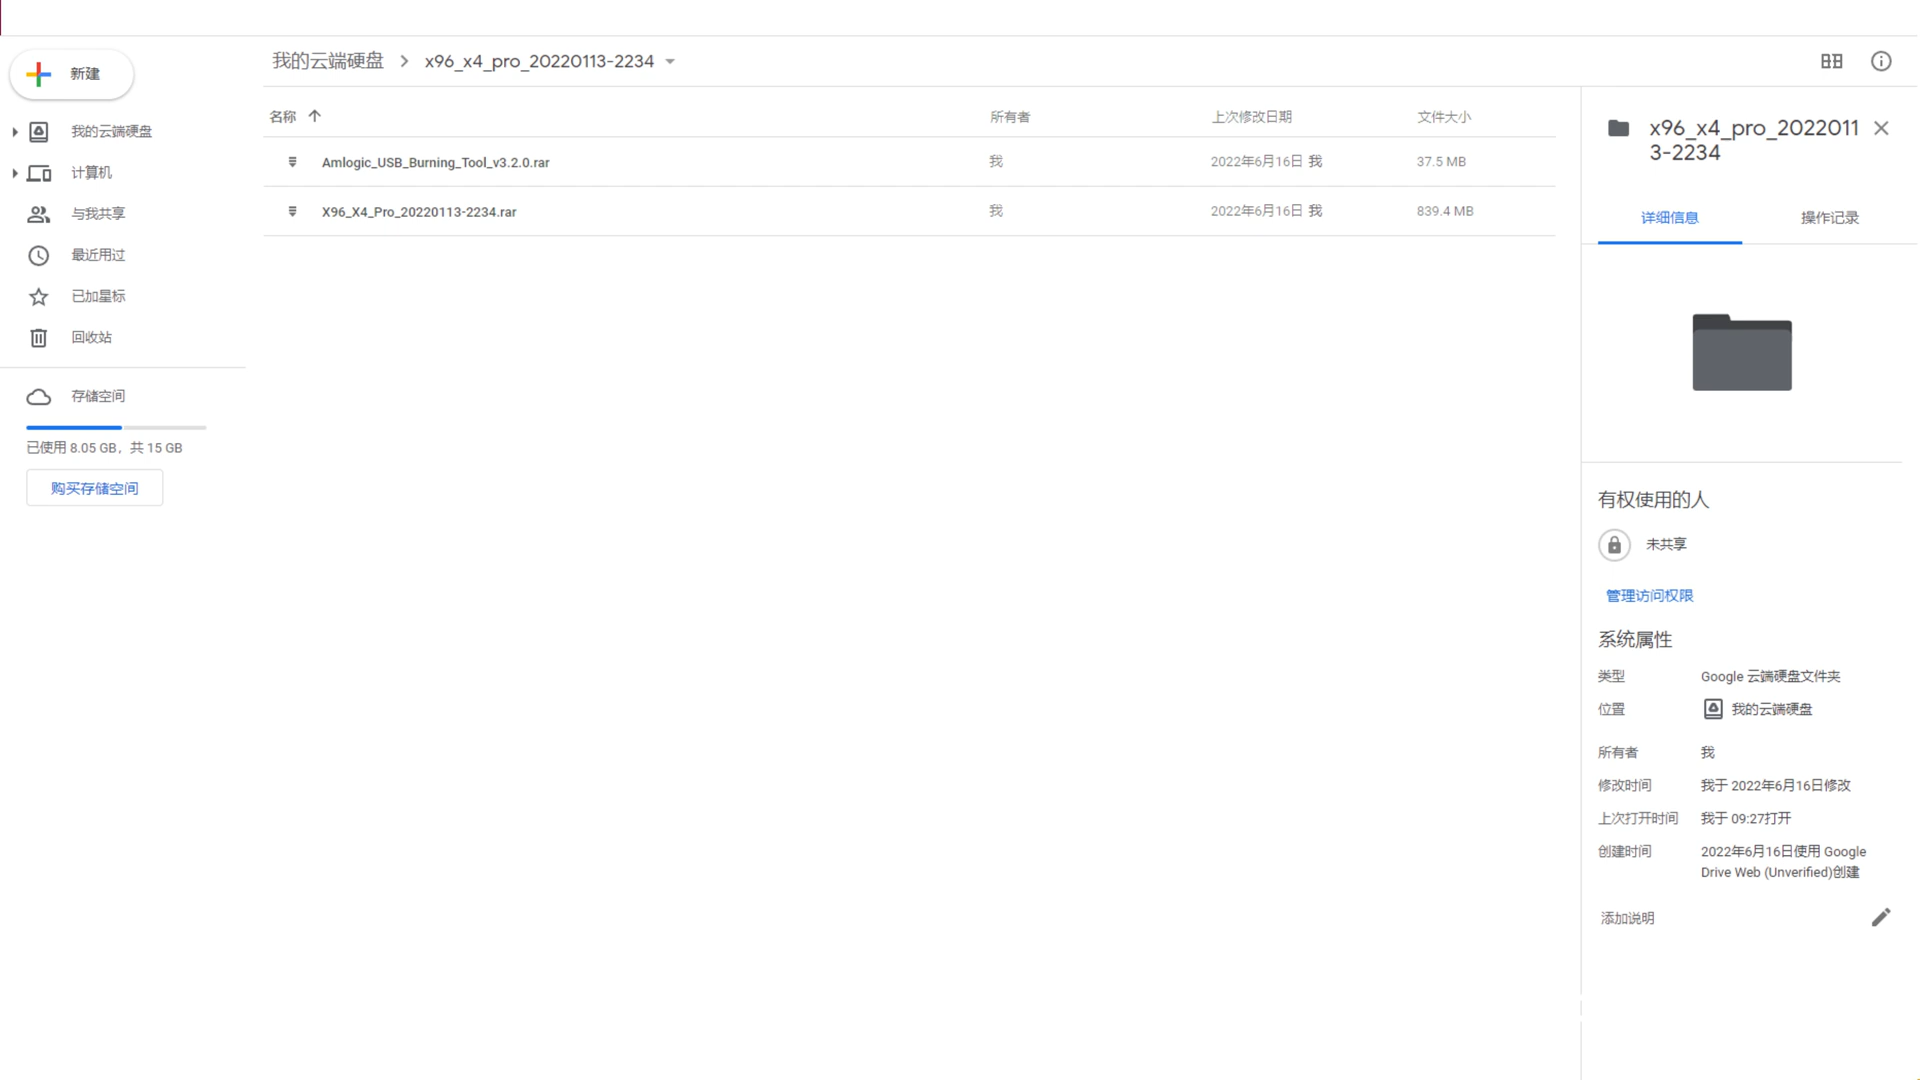 新建
我的云端硬盘
计算机
与我共享
最近用过
已加星标
回收站
存储空间
已使用 8.05 GB，共 15 GB
购买存储空间
我的云端硬盘 x96_x4_pro_20220113-2234
名称 所有者 上次修改日期 文件大小
Amlogic_USB_Burning_Tool_v3.2.0.rar 我 2022年6月16日 我 37.5 MB
X96_X4_Pro_20220113-2234.rar 我 2022年6月16日 我 839.4 MB
x96_x4_pro_2022011
3-2234
详细信息 操作记录
有权使用的人
未共享
管理访问权限
系统属性
类型 Google 云端硬盘文件夹
位置 我的云端硬盘
所有者 我
修改时间 我于 2022年6月16日修改
上次打开时间 我于 09:27打开
创建时间 2022年6月16日使用 Google
Drive Web (Unverified)创建
添加说明